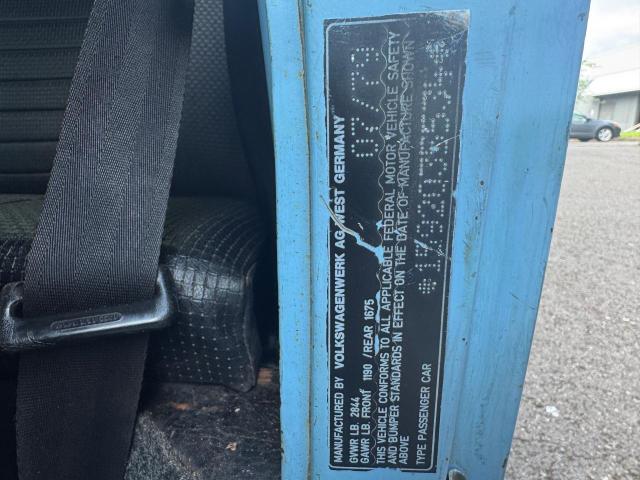 MANUFACTURED BY VOLKSWAGENWERK AG WEST GERMANY
GVWR LB. 2844
GAWR LB. FRONT 1190 / REAR 1675
07/79
THIS VEHICLE CONFORMS TO ALL APPLICABLE FEDERAL MOTOR VEHICLE SAFETY
AND BUMPER STANDARDS IN EFFECT ON THE DATE OF MANUFACTURE SHOWN
ABOVE
TYPE PASSENGER CAR